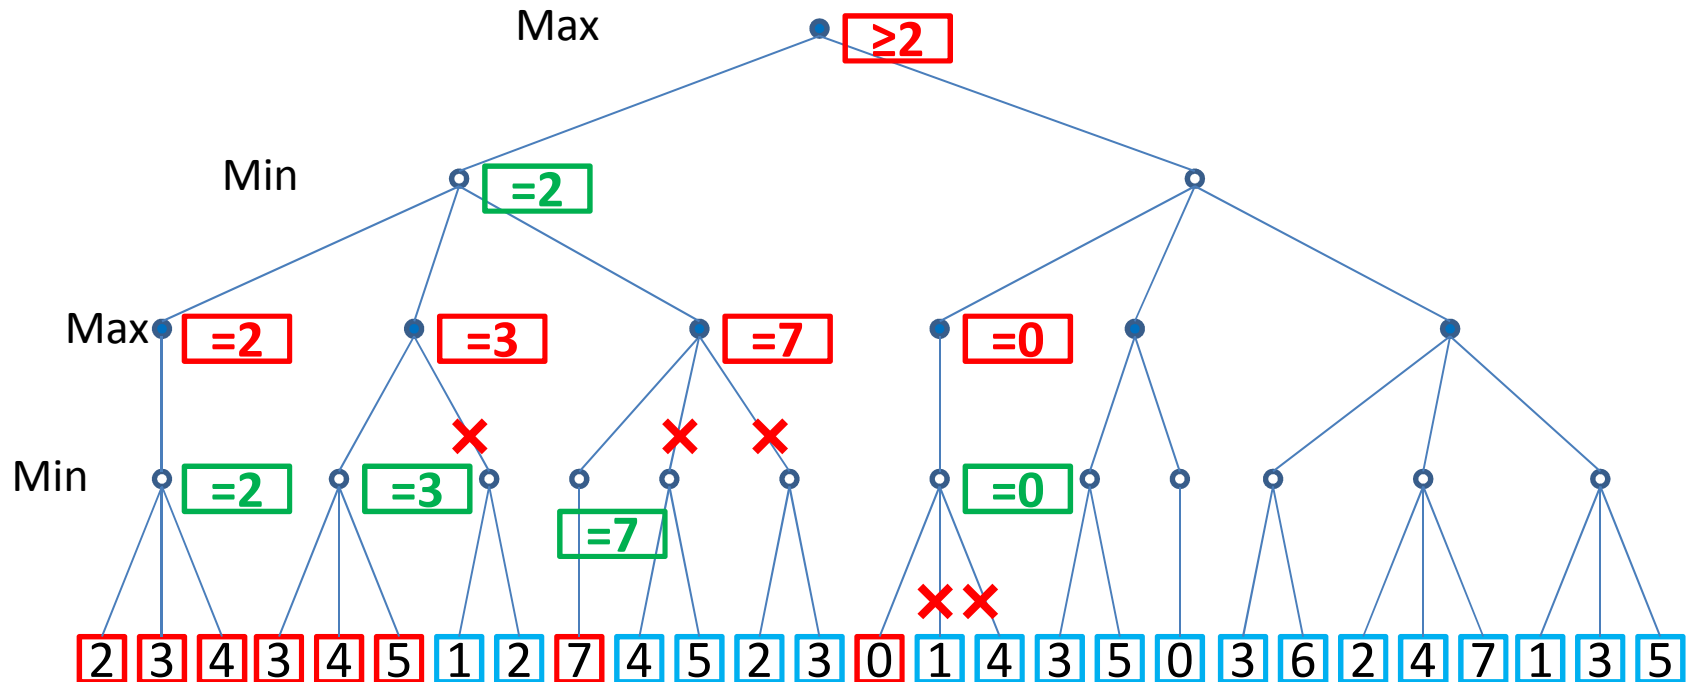 Max ≥2
Min =2
Max =2 =3 =7 =0
Min =2 =3 =0
=7
2 3 4 3 4 5 1 2 7 4 5 2 3 0 1 4 3 5 0 3 6 2 4 7 1 3 5